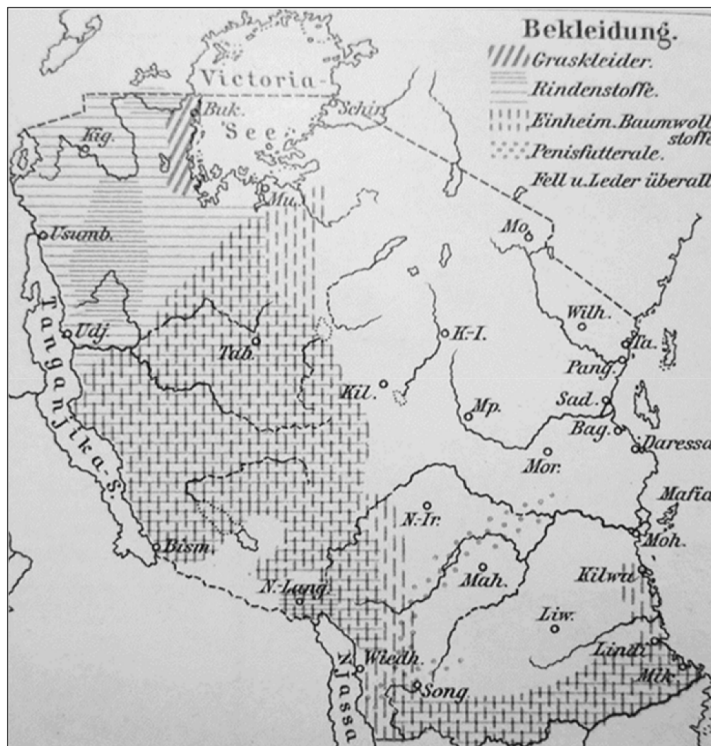 Bekleidung.
Graskleider.
Rindenstoffe.
Einheim. Baumwoll
stoffe
Penisfutterale.
Fell u. Leder überall
Victoria-
See
Buk.
Schir.
Kig.
Mu.
Usumb.
Mo.
Wilh.
Udj.
Tab.
K.-I.
Ta.
Pang.
Kil.
Mp.
Sad.
Bag.
Daressa
Tanganjika-S.
Mor.
Mafia
N.-Ir.
Moh.
Bism.
Mah.
Kilwa
N.-Lang.
Liw.
Lindi
Wiedh.
Mik
Njassa
Song.